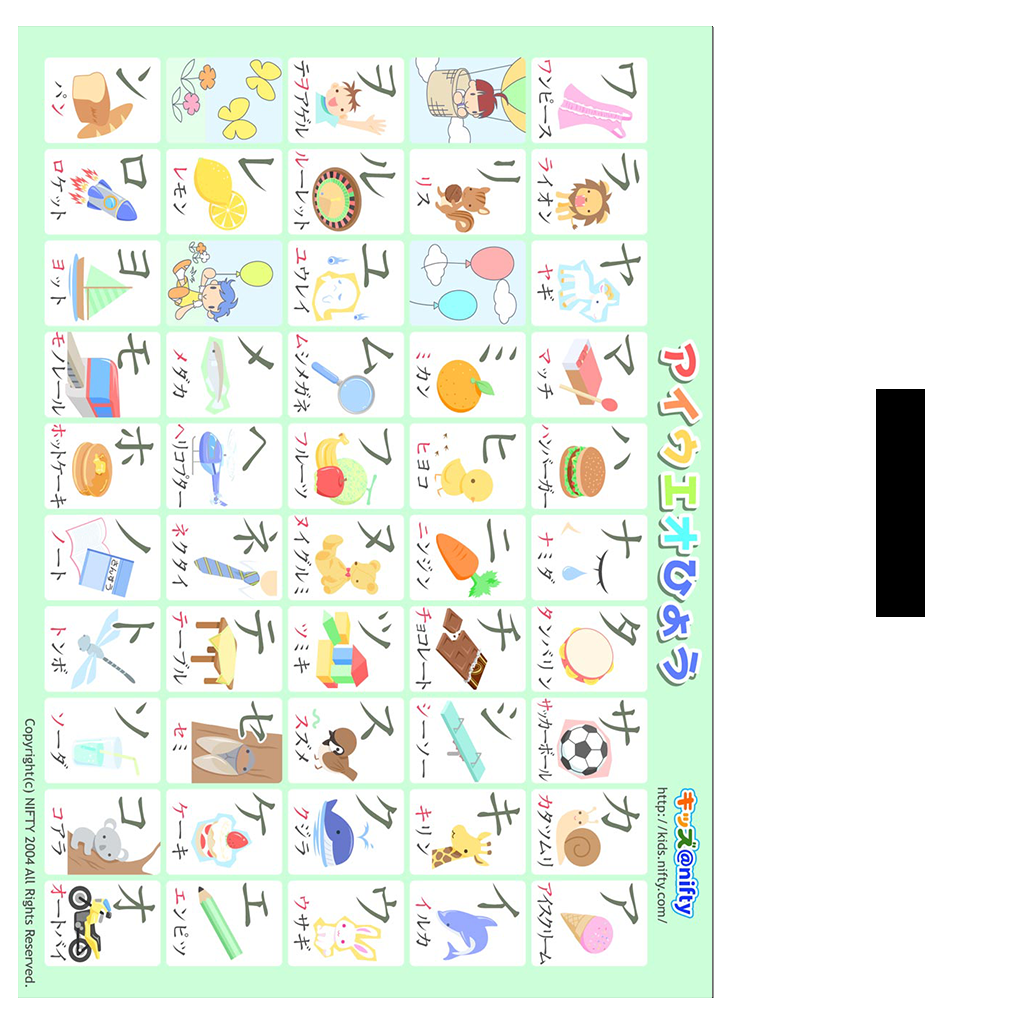 アイウエオひょう
キッズ@nifty
http://kids.nifty.com/
ア
アイスクリーム
イ
イルカ
ウ
ウサギ
エ
エンピツ
オ
オートバイ
カ
カタツムリ
キ
キリン
ク
クジラ
ケ
ケーキ
コ
コアラ
サ
サッカーボール
シ
シーソー
ス
スズメ
セ
セミ
ソ
ソーダ
タ
タンバリン
チ
チョコレート
ツ
ツミキ
テ
テーブル
ト
トンボ
ナ
ナミダ
ニ
ニンジン
ヌ
ヌイグルミ
ネ
ネクタイ
ノ
ノート
ハ
ハンバーガー
ヒ
ヒヨコ
フ
フルーツ
ヘ
ヘリコプター
ホ
ホットケーキ
マ
マッチ
ミ
ミカン
ム
ムシメガネ
メ
メダカ
モ
モノレール
ヤ
ヤギ
ユ
ユウレイ
ヨ
ヨット
ラ
ライオン
リ
リス
ル
ルーレット
レ
レモン
ロ
ロケット
ワ
ワンピース
ヲ
テヲアゲル
ン
パン
Copyright(c) NIFTY 2004 All Rights Reserved.